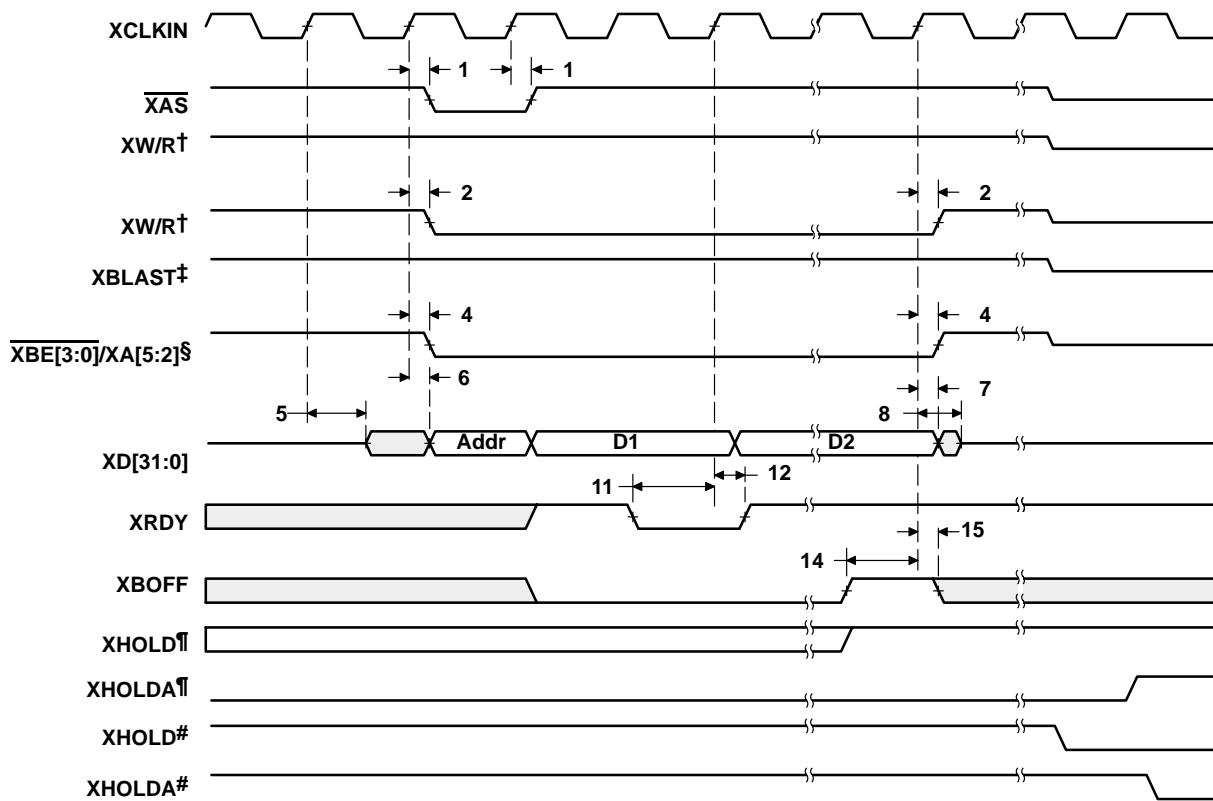 XCLKIN
1 1
XAS
XW/R†
2 2
XW/R†
XBLAST‡
4 4
XBE[3:0]/XA[5:2]§
6
7
5 8
Addr D1 D2
XD[31:0]
12
11
XRDY
15
14
XBOFF
XHOLD¶
XHOLDA¶
XHOLD#
XHOLDA#